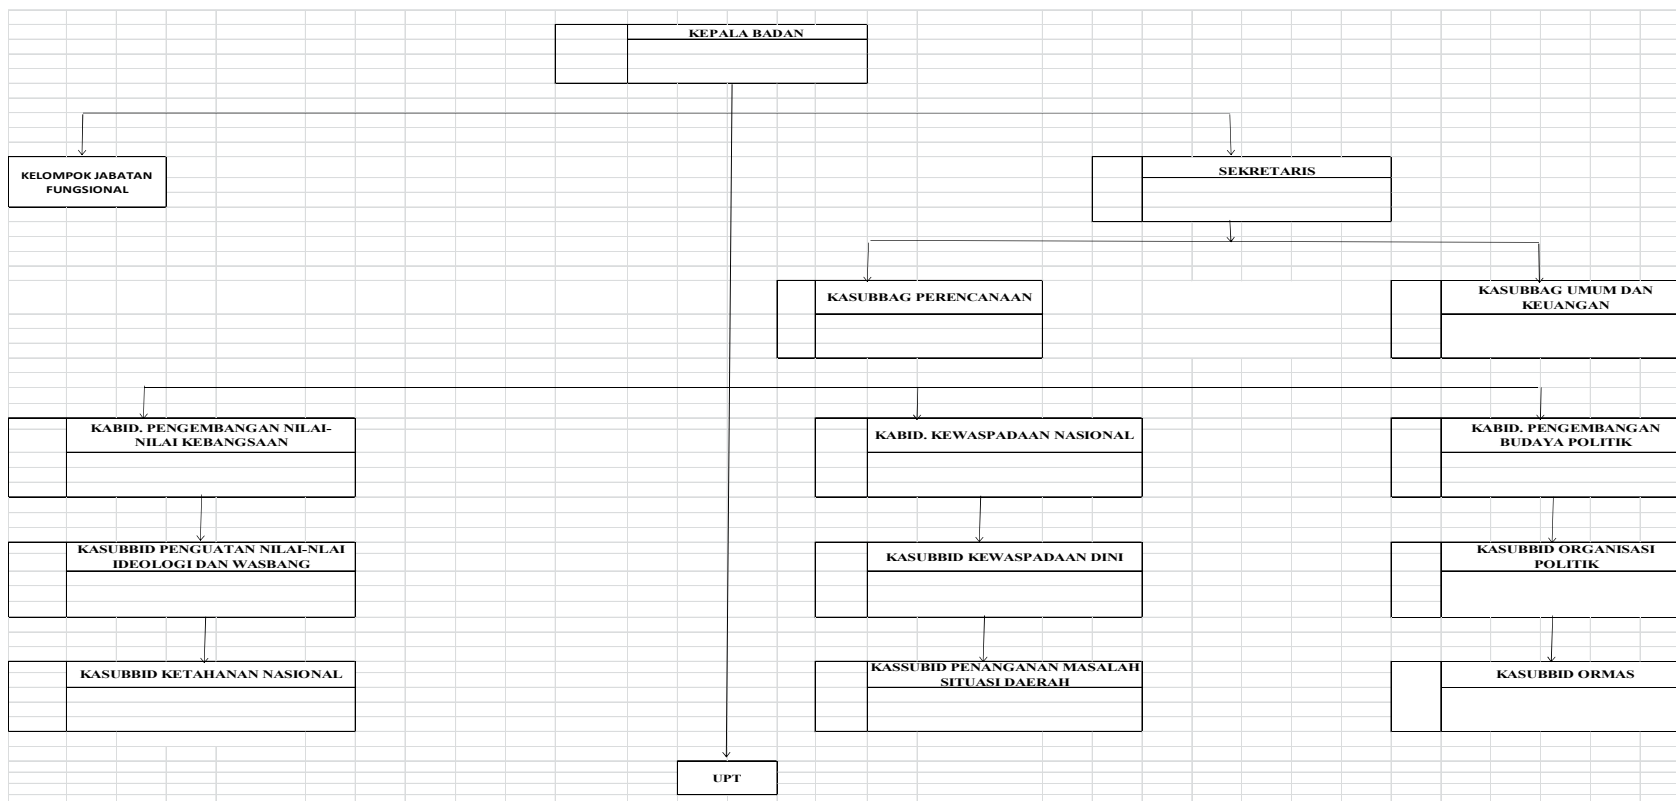 KEPALA BADAN
KELOMPOK JABATAN
FUNGSIONAL
SEKRETARIS
KASUBBAG PERENCANAAN
KASUBBAG UMUM DAN
KEUANGAN
KABID. PENGEMBANGAN NILAI-
NILAI KEBANGSAAN
KABID. KEWASPADAAN NASIONAL
KABID. PENGEMBANGAN
BUDAYA POLITIK
KASUBBID PENGUATAN NILAI-NLAI
IDEOLOGI DAN WASBANG
KASUBBID KEWASPADAAN DINI
KASUBBID ORGANISASI
POLITIK
KASUBBID KETAHANAN NASIONAL
KASSUBID PENANGANAN MASALAH
SITUASI DAERAH
KASUBBID ORMAS
UPT